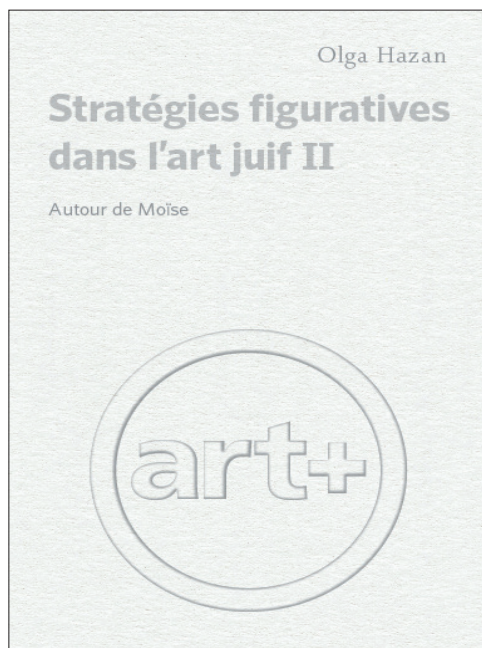 Olga Hazan
Stratégies figuratives
dans l'art juif II
Autour de Moïse
art+